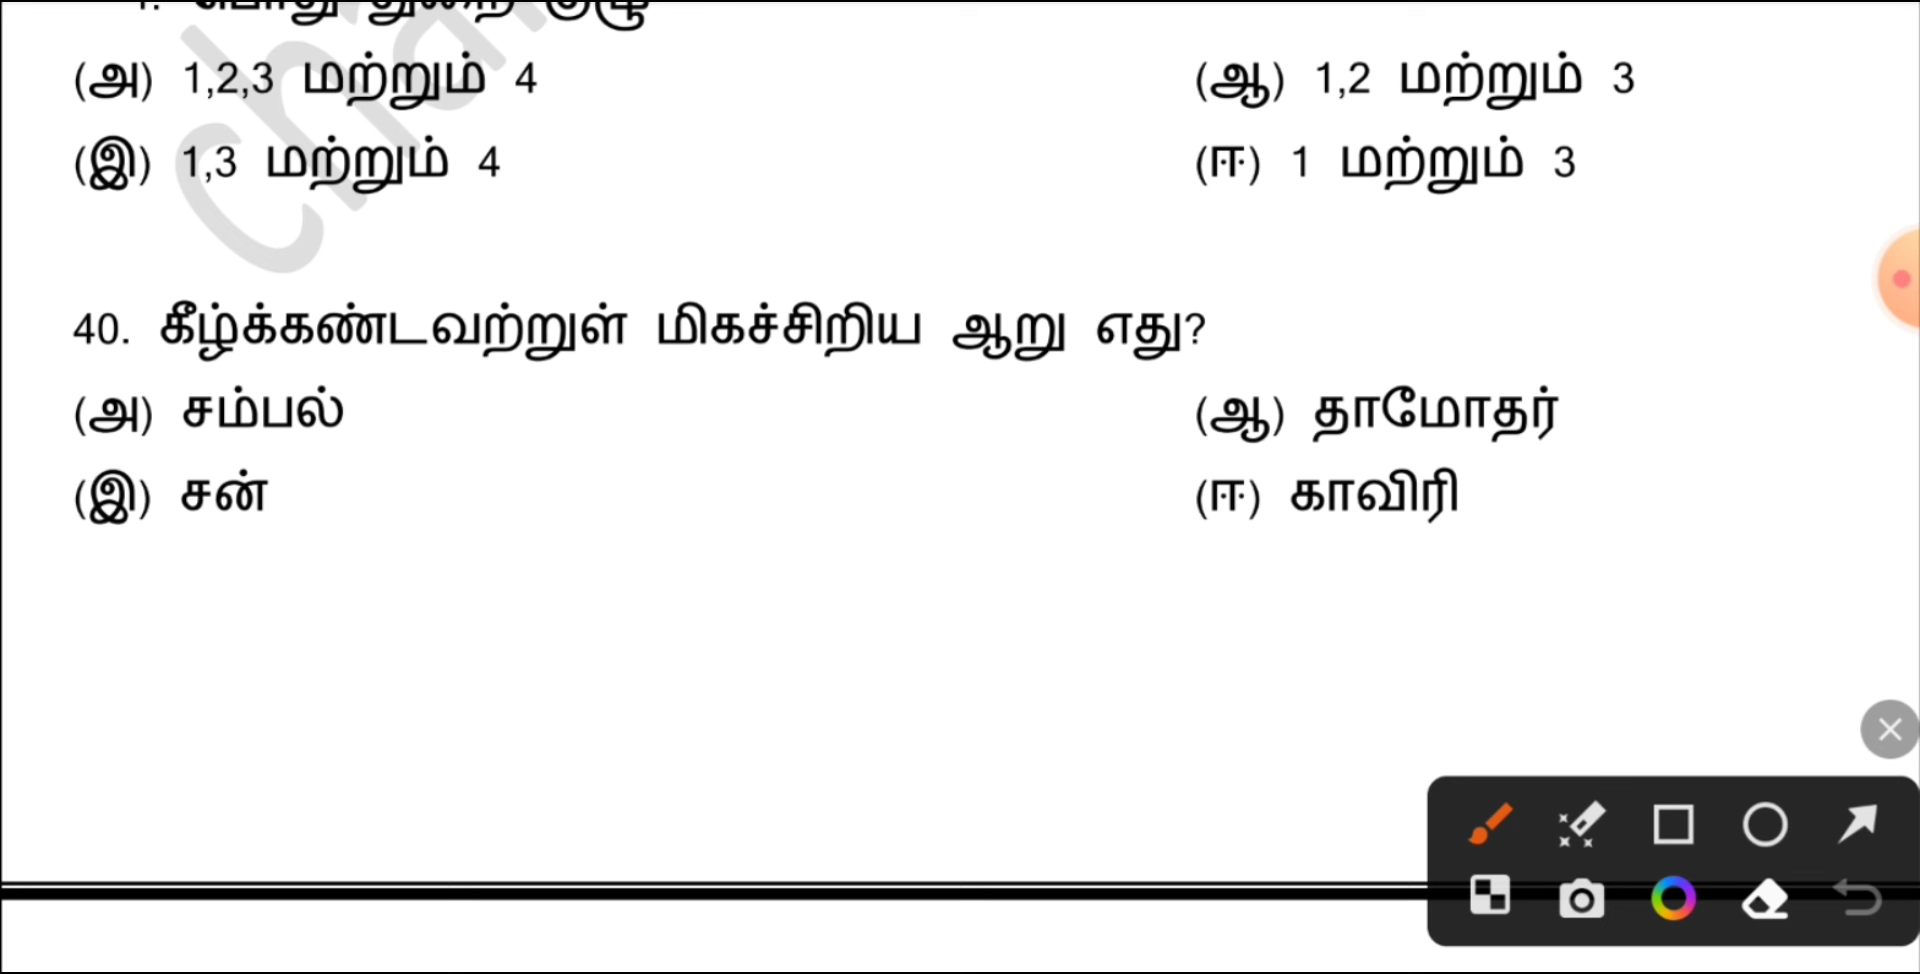 (அ) 1,2,3 மற்றும் 4
(ஆ) 1,2 மற்றும் 3
(இ) 1,3 மற்றும் 4
(ஈ) 1 மற்றும் 3
40. கீழ்க்கண்டவற்றுள் மிகச்சிறிய ஆறு எது?
(அ) சம்பல்
(ஆ) தாமோதர்
(இ) சன்
(ஈ) காவிரி